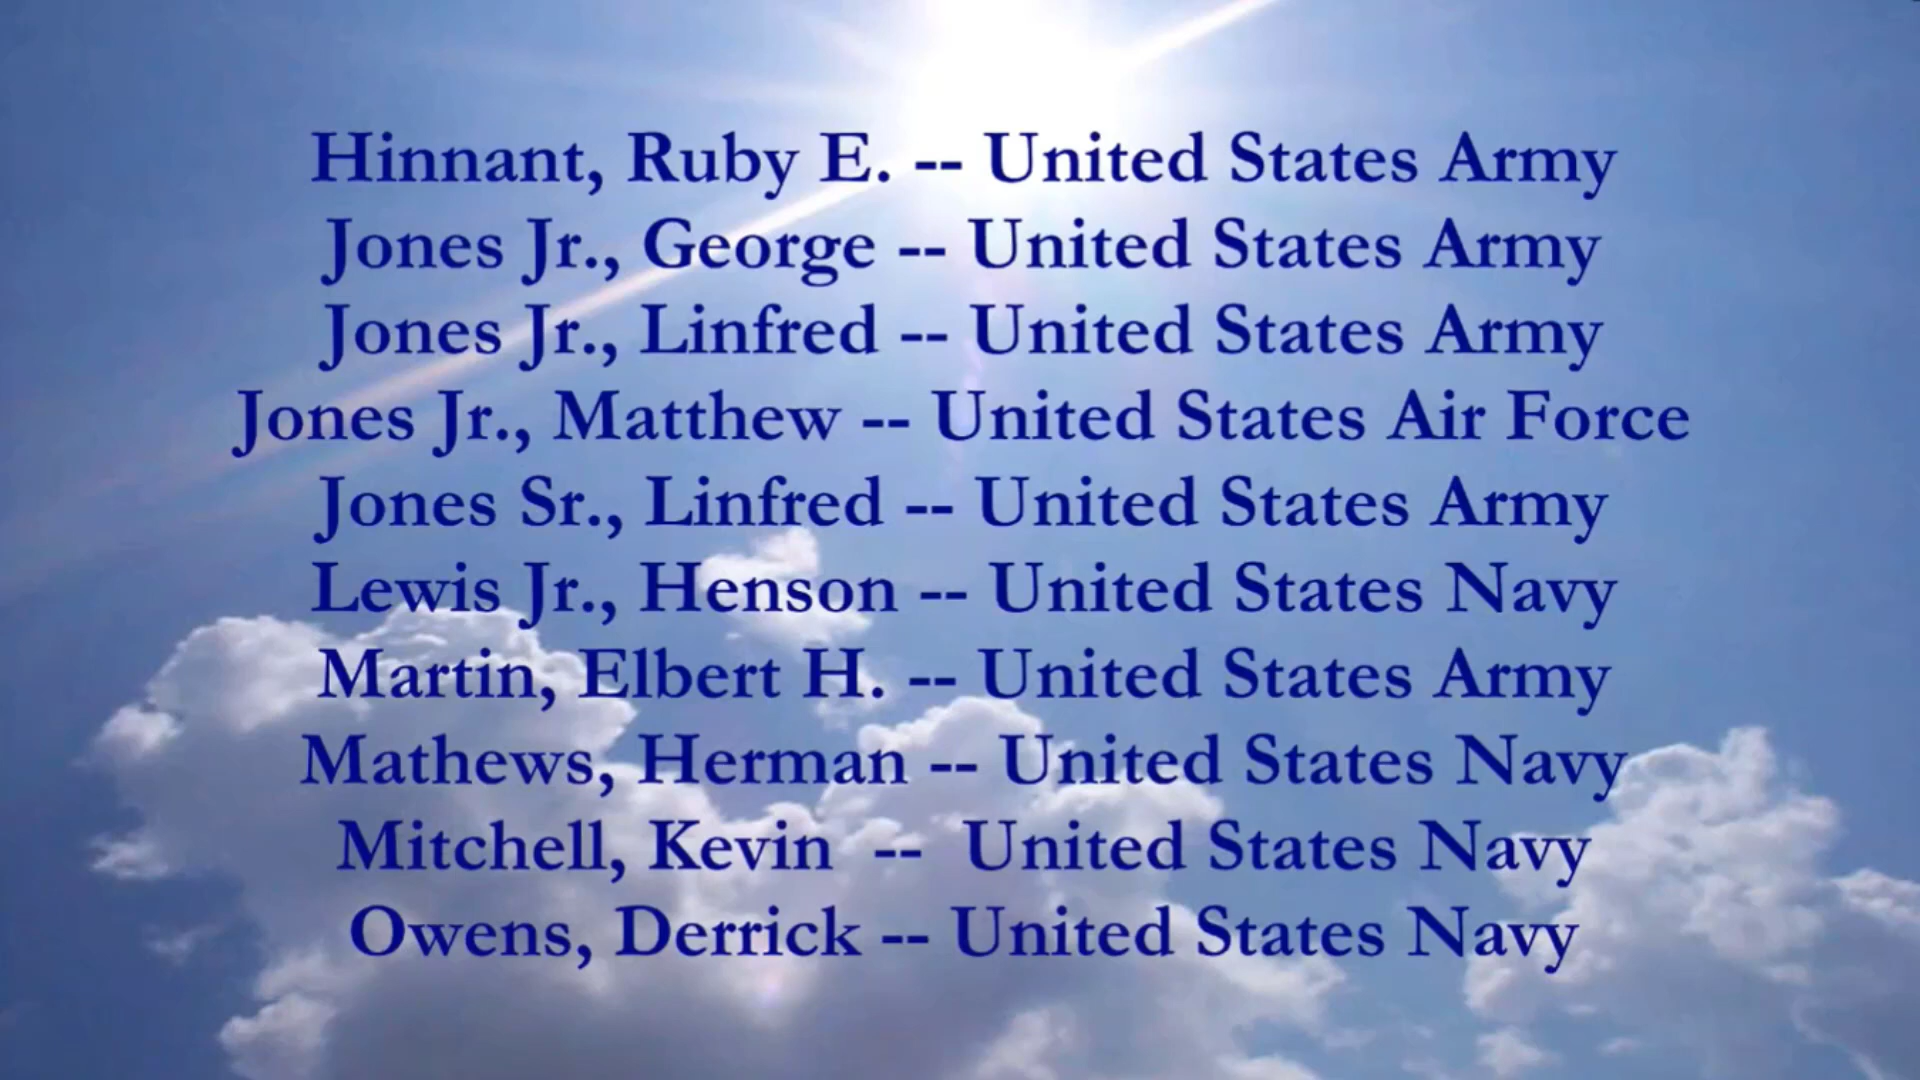 Hinnant, Ruby E. -- United States Army
Jones Jr., George -- United States Army
Jones Jr., Linfred -- United States Army
Jones Jr., Matthew -- United States Air Force
Jones Sr., Linfred -- United States Army
Lewis Jr., Henson -- United States Navy
Martin, Elbert H. -- United States Army
Mathews, Herman -- United States Navy
Mitchell, Kevin  --  United States Navy
Owens, Derrick -- United States Navy